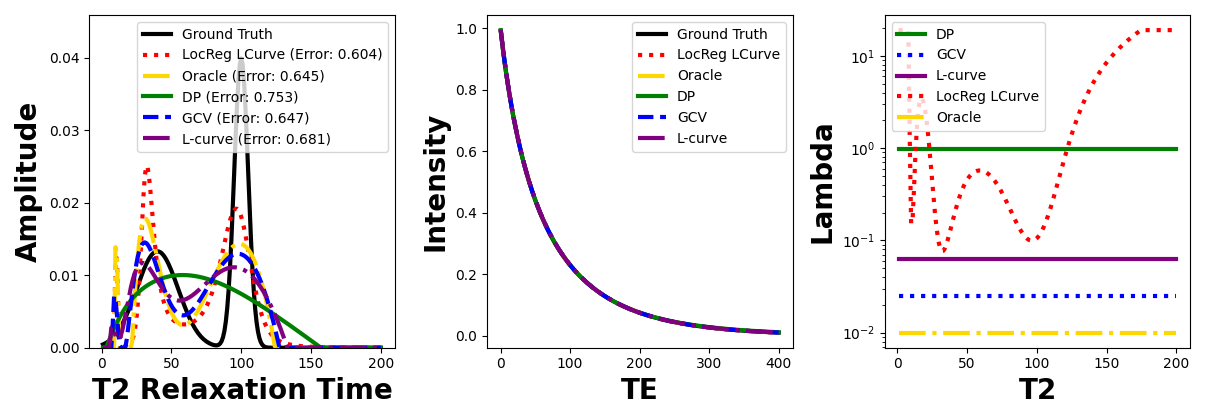 Amplitude
0.04
0.03
0.02
0.01
0.00
0
50
100
150
200
T2 Relaxation Time
Ground Truth
LocReg LCurve (Error: 0.604)
Oracle (Error: 0.645)
DP (Error: 0.753)
GCV (Error: 0.647)
L-curve (Error: 0.681)
Intensity
1.0
0.8
0.6
0.4
0.2
0.0
0
100
200
300
400
TE
Ground Truth
LocReg LCurve
Oracle
DP
GCV
L-curve
Lambda
10¹
10⁰
10⁻¹
10⁻²
0
50
100
150
200
T2
DP
GCV
L-curve
LocReg LCurve
Oracle